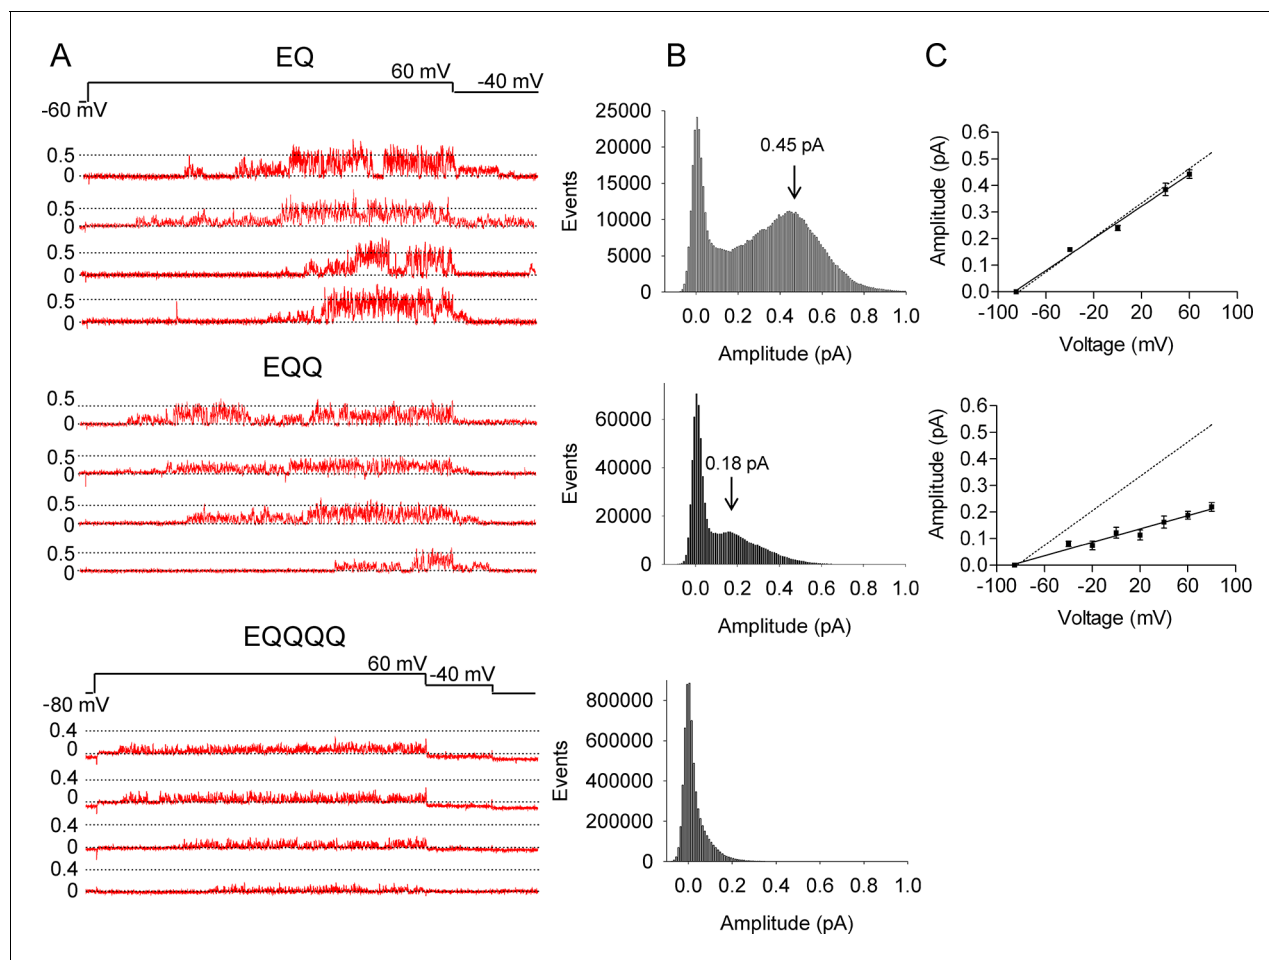 A
EQ
60 mV
-40 mV
-60 mV
0.5
0
0.5
0
0.5
0
0.5
0
EQQ
0.5
0
0.5
0
0.5
0
0.5
0
EQQQQ
60 mV
-40 mV
-80 mV
0.4
0
0.4
0
0.4
0
0.4
0
B
25000
20000
15000
10000
5000
0
Events
0.45 pA
0.0 0.2 0.4 0.6 0.8 1.0
Amplitude (pA)
60000
40000
20000
0
Events
0.18 pA
0.0 0.2 0.4 0.6 0.8 1.0
Amplitude (pA)
800000
600000
400000
200000
0
Events
0.0 0.2 0.4 0.6 0.8 1.0
Amplitude (pA)
C
0.6
0.5
0.4
0.3
0.2
0.1
0.0
Amplitude (pA)
-100 -60 -20 20 60 100
Voltage (mV)
0.6
0.5
0.4
0.3
0.2
0.1
0.0
Amplitude (pA)
-100 -60 -20 20 60 100
Voltage (mV)